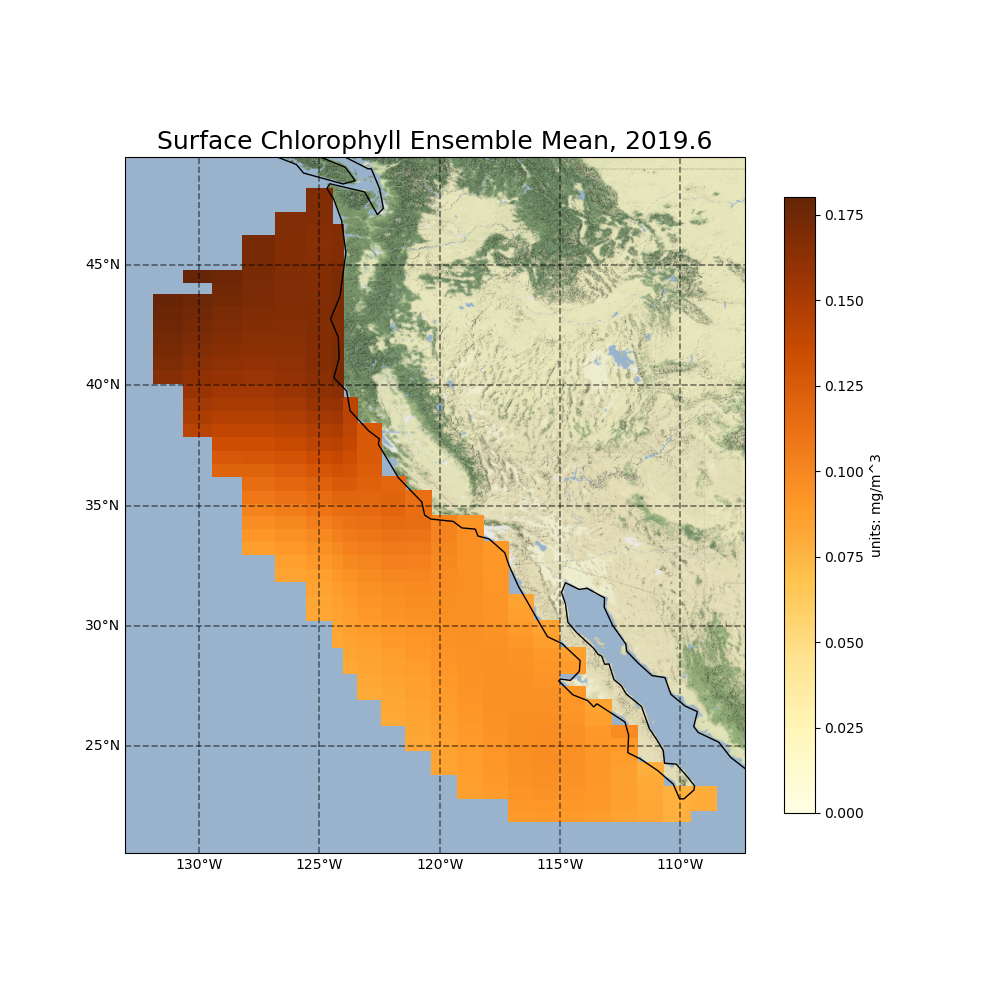 Surface Chlorophyll Ensemble Mean, 2019.6
45°N
40°N
35°N
30°N
25°N
130°W
125°W
120°W
115°W
110°W
0.175
0.150
0.125
0.100
0.075
0.050
0.025
0.000
units: mg/m^3